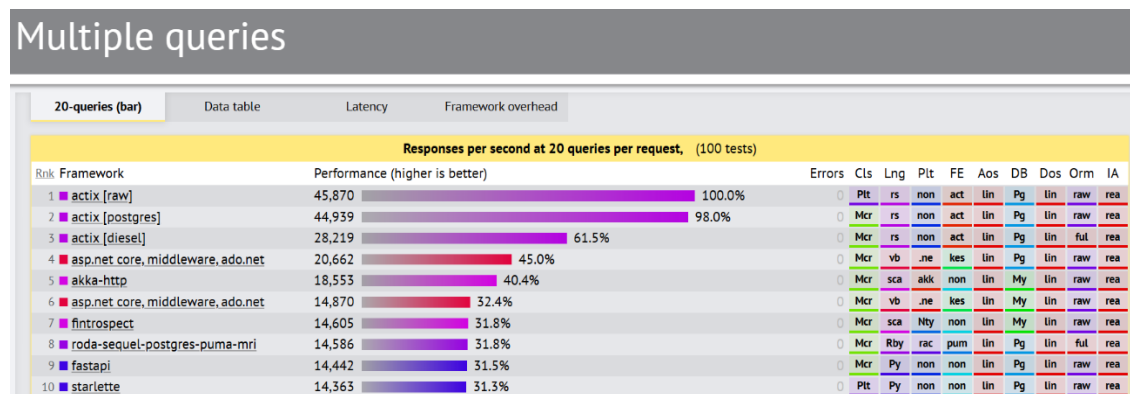 Multiple queries
20-queries (bar) Data table Latency Framework overhead
Responses per second at 20 queries per request, (100 tests)
Rnk Framework Performance (higher is better) Errors Cls Lng Plt FE Aos DB Dos Orm IA
1 actix [raw] 45,870 100.0% 0 Plt rs non act lin Pg lin raw rea
2 actix [postgres] 44,939 98.0% 0 Mcr rs non act lin Pg lin raw rea
3 actix [diesel] 28,219 61.5% 0 Mcr rs non act lin Pg lin ful rea
4 asp.net core, middleware, ado.net 20,662 45.0% 0 Mcr vb .ne kes lin Pg lin raw rea
5 akka-http 18,553 40.4% 0 Mcr sca akk non lin My lin raw rea
6 asp.net core, middleware, ado.net 14,870 32.4% 0 Mcr vb .ne kes lin My lin raw rea
7 fintrospect 14,605 31.8% 0 Mcr sca Nty non lin My lin raw rea
8 roda-sequel-postgres-puma-mri 14,586 31.8% 0 Mcr Rby rac pum lin Pg lin ful rea
9 fastapi 14,442 31.5% 0 Mcr Py non non lin Pg lin raw rea
10 starlette 14,363 31.3% 0 Plt Py non non lin Pg lin raw rea